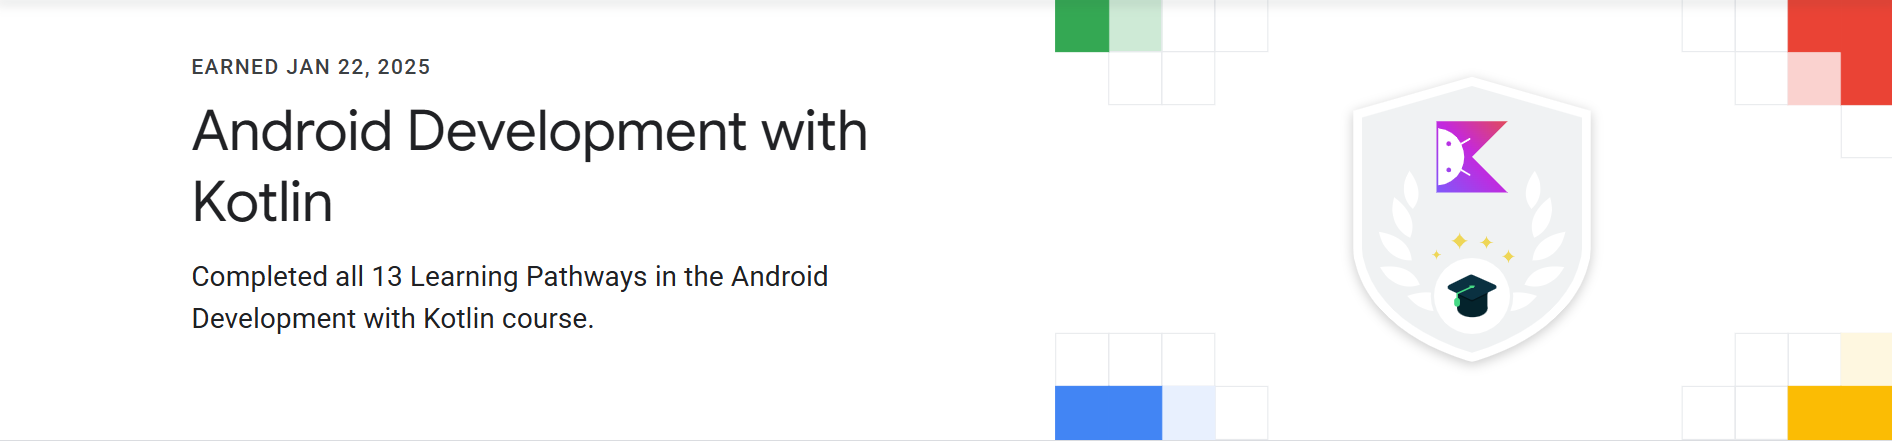 EARNED JAN 22, 2025
Android Development with
Kotlin
Completed all 13 Learning Pathways in the Android
Development with Kotlin course.